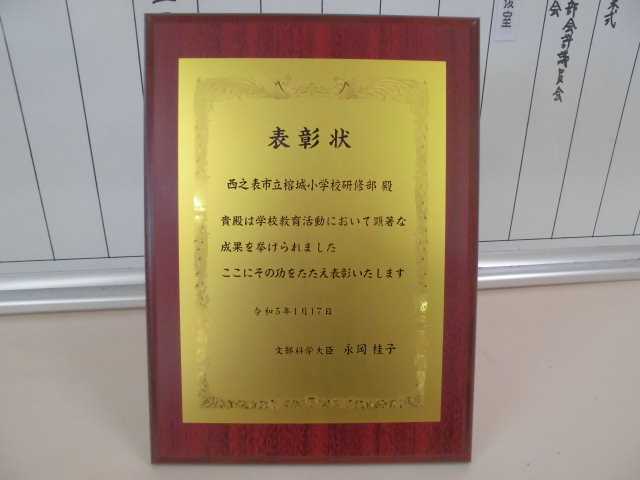 表彰状
西之表市立榕城小学校研修部 殿
貴殿は学校教育活動において顕著な
成果を挙げられました
ここにその功をたたえ表彰いたします
令和5年1月17日
文部科学大臣 永岡 桂子
末式
会